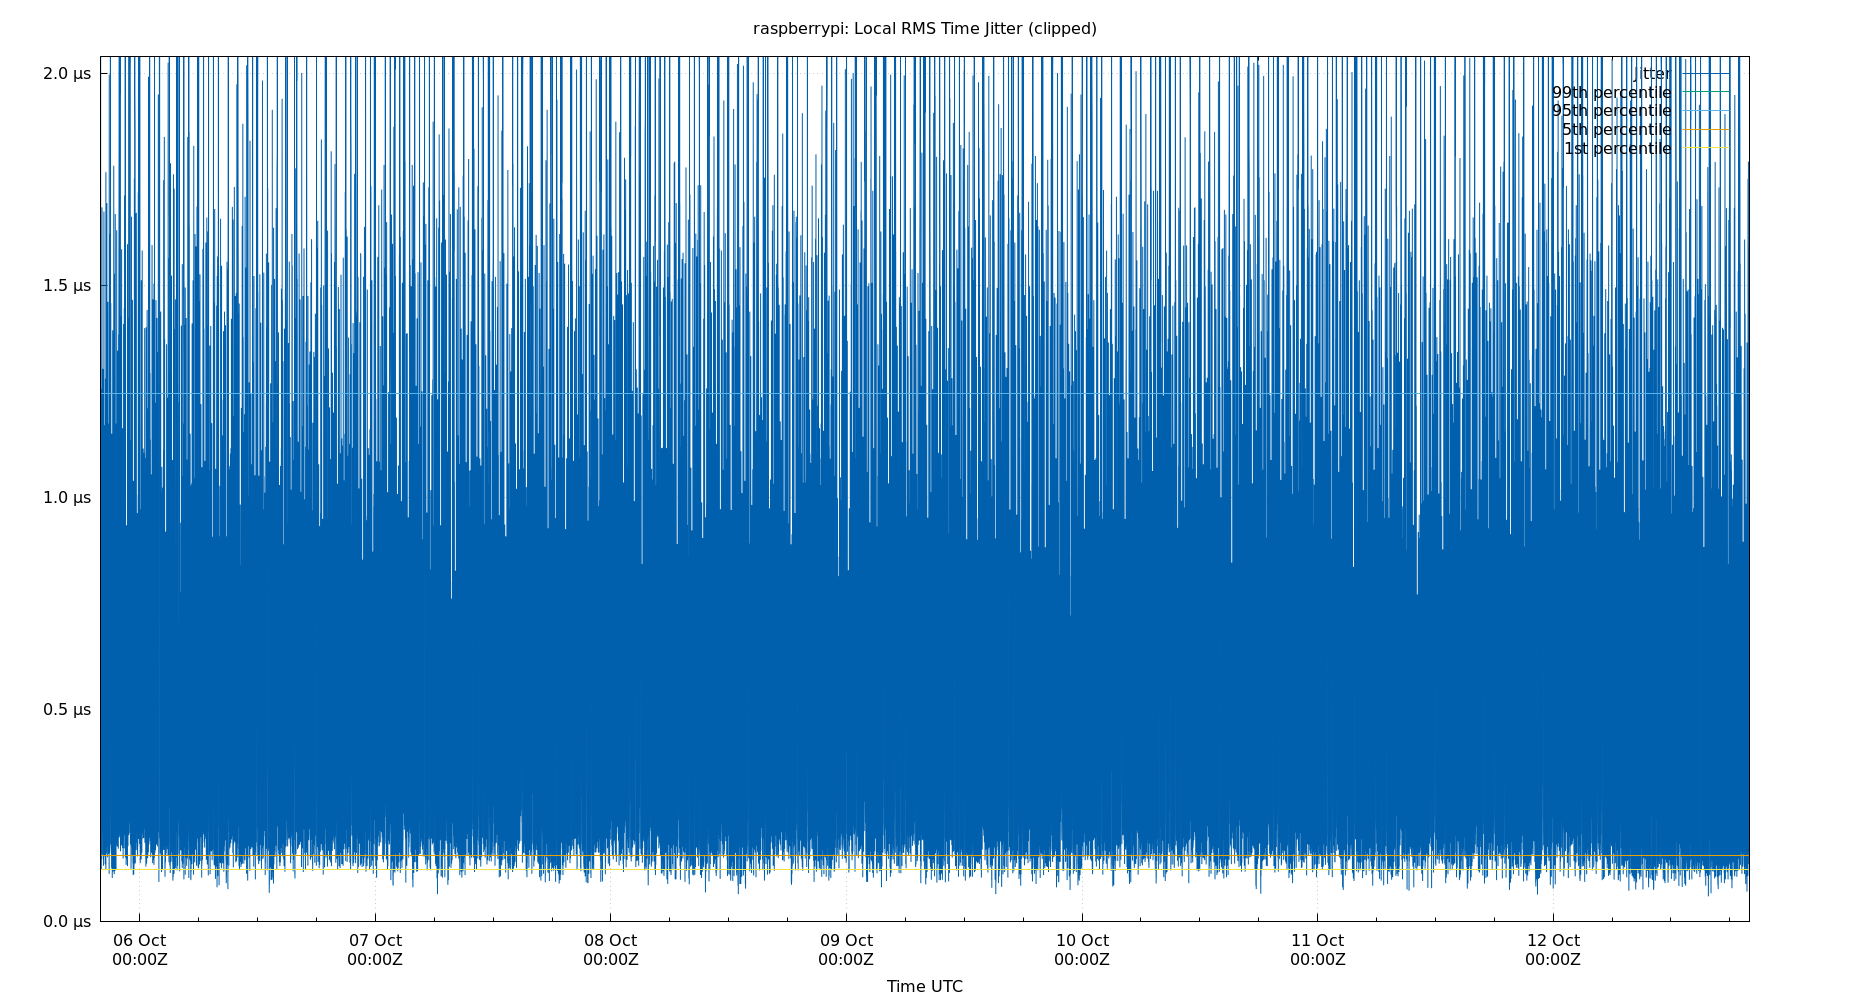 raspberrypi: Local RMS Time Jitter (clipped)
2.0 µs
1.5 µs
1.0 µs
0.5 µs
0.0 µs
jitter
99th percentile
95th percentile
5th percentile
1st percentile
06 Oct 07 Oct 08 Oct 09 Oct 10 Oct 11 Oct 12 Oct
00:00Z 00:00Z 00:00Z 00:00Z 00:00Z 00:00Z 00:00Z
Time UTC